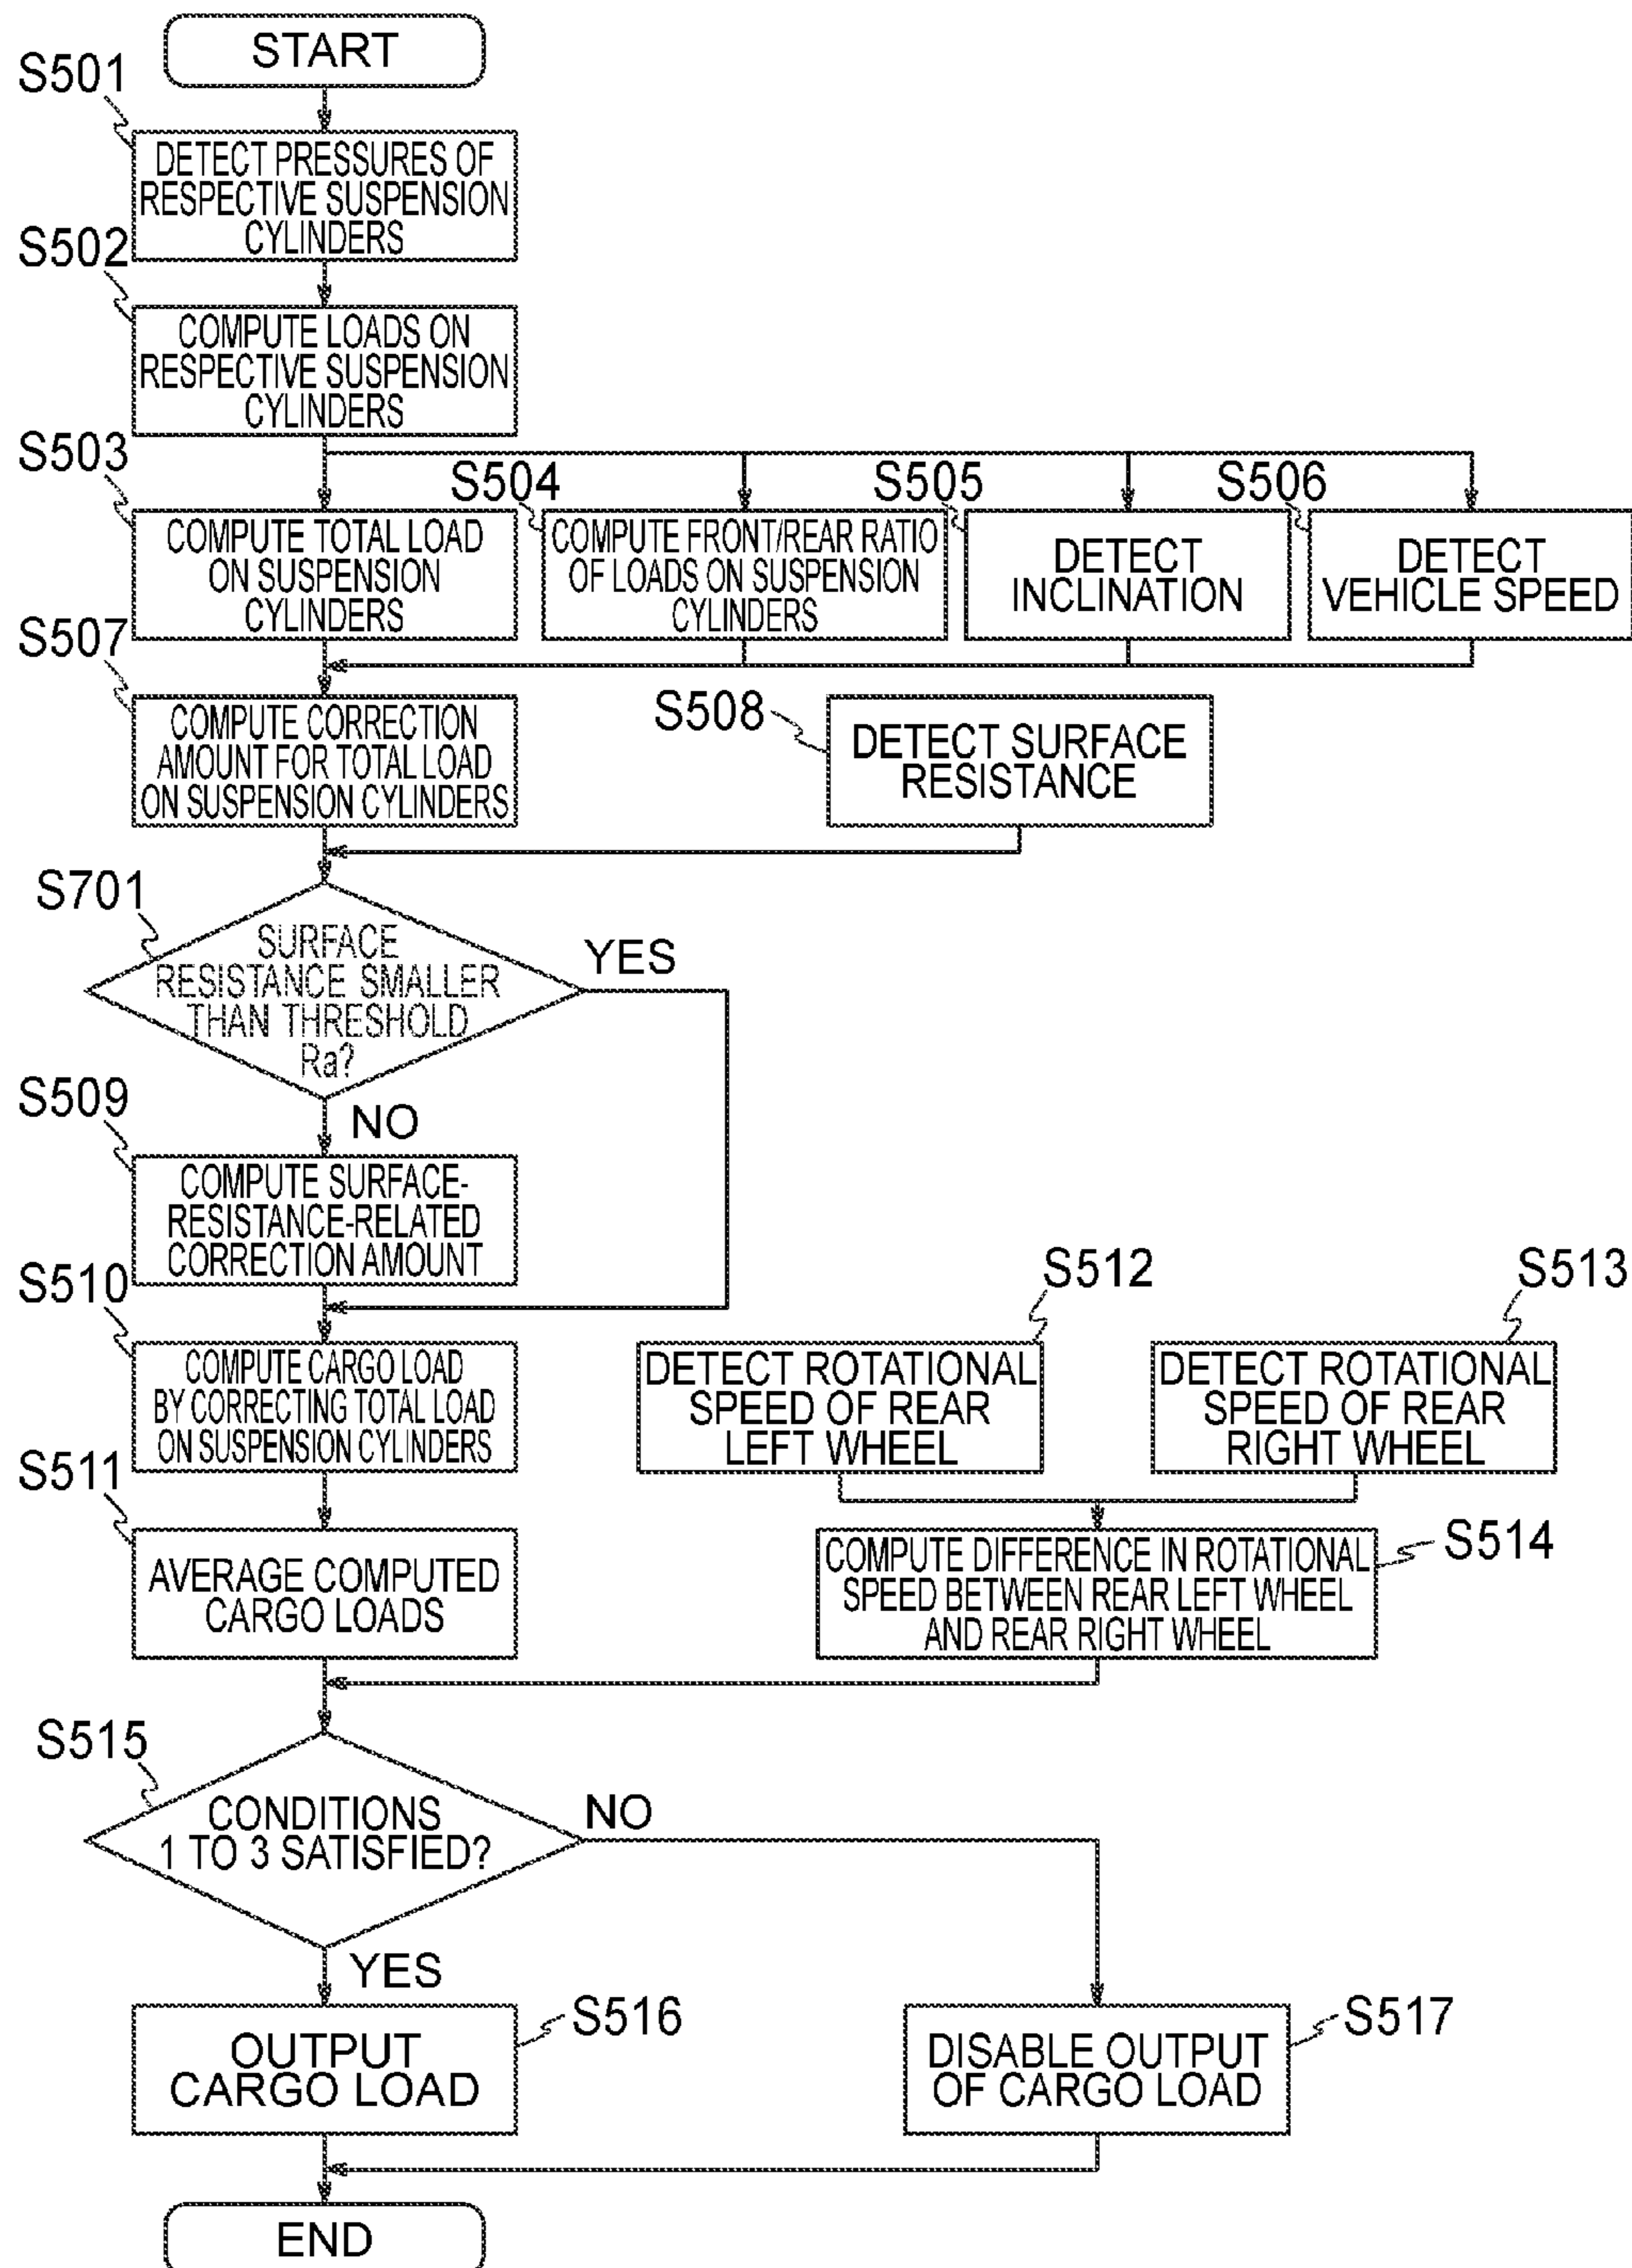 START
S501
DETECT PRESSURES OF
RESPECTIVE SUSPENSION
CYLINDERS
S502
COMPUTE LOADS ON
RESPECTIVE SUSPENSION
CYLINDERS
S503
COMPUTE TOTAL LOAD
ON SUSPENSION
CYLINDERS
S504
COMPUTE FRONT/REAR RATIO
OF LOADS ON SUSPENSION
CYLINDERS
S505
DETECT
INCLINATION
S506
DETECT
VEHICLE SPEED
S507
COMPUTE CORRECTION
AMOUNT FOR TOTAL LOAD
ON SUSPENSION CYLINDERS
S508
DETECT SURFACE
RESISTANCE
S701
SURFACE
RESISTANCE SMALLER
THAN THRESHOLD
Ra?
YES
NO
S509
COMPUTE SURFACE-
RESISTANCE-RELATED
CORRECTION AMOUNT
S510
COMPUTE CARGO LOAD
BY CORRECTING TOTAL LOAD
ON SUSPENSION CYLINDERS
S512
DETECT ROTATIONAL
SPEED OF REAR
LEFT WHEEL
S513
DETECT ROTATIONAL
SPEED OF REAR
RIGHT WHEEL
S511
AVERAGE COMPUTED
CARGO LOADS
S514
COMPUTE DIFFERENCE IN ROTATIONAL
SPEED BETWEEN REAR LEFT WHEEL
AND REAR RIGHT WHEEL
S515
CONDITIONS
1 TO 3 SATISFIED?
NO
YES
S516
OUTPUT
CARGO LOAD
S517
DISABLE OUTPUT
OF CARGO LOAD
END